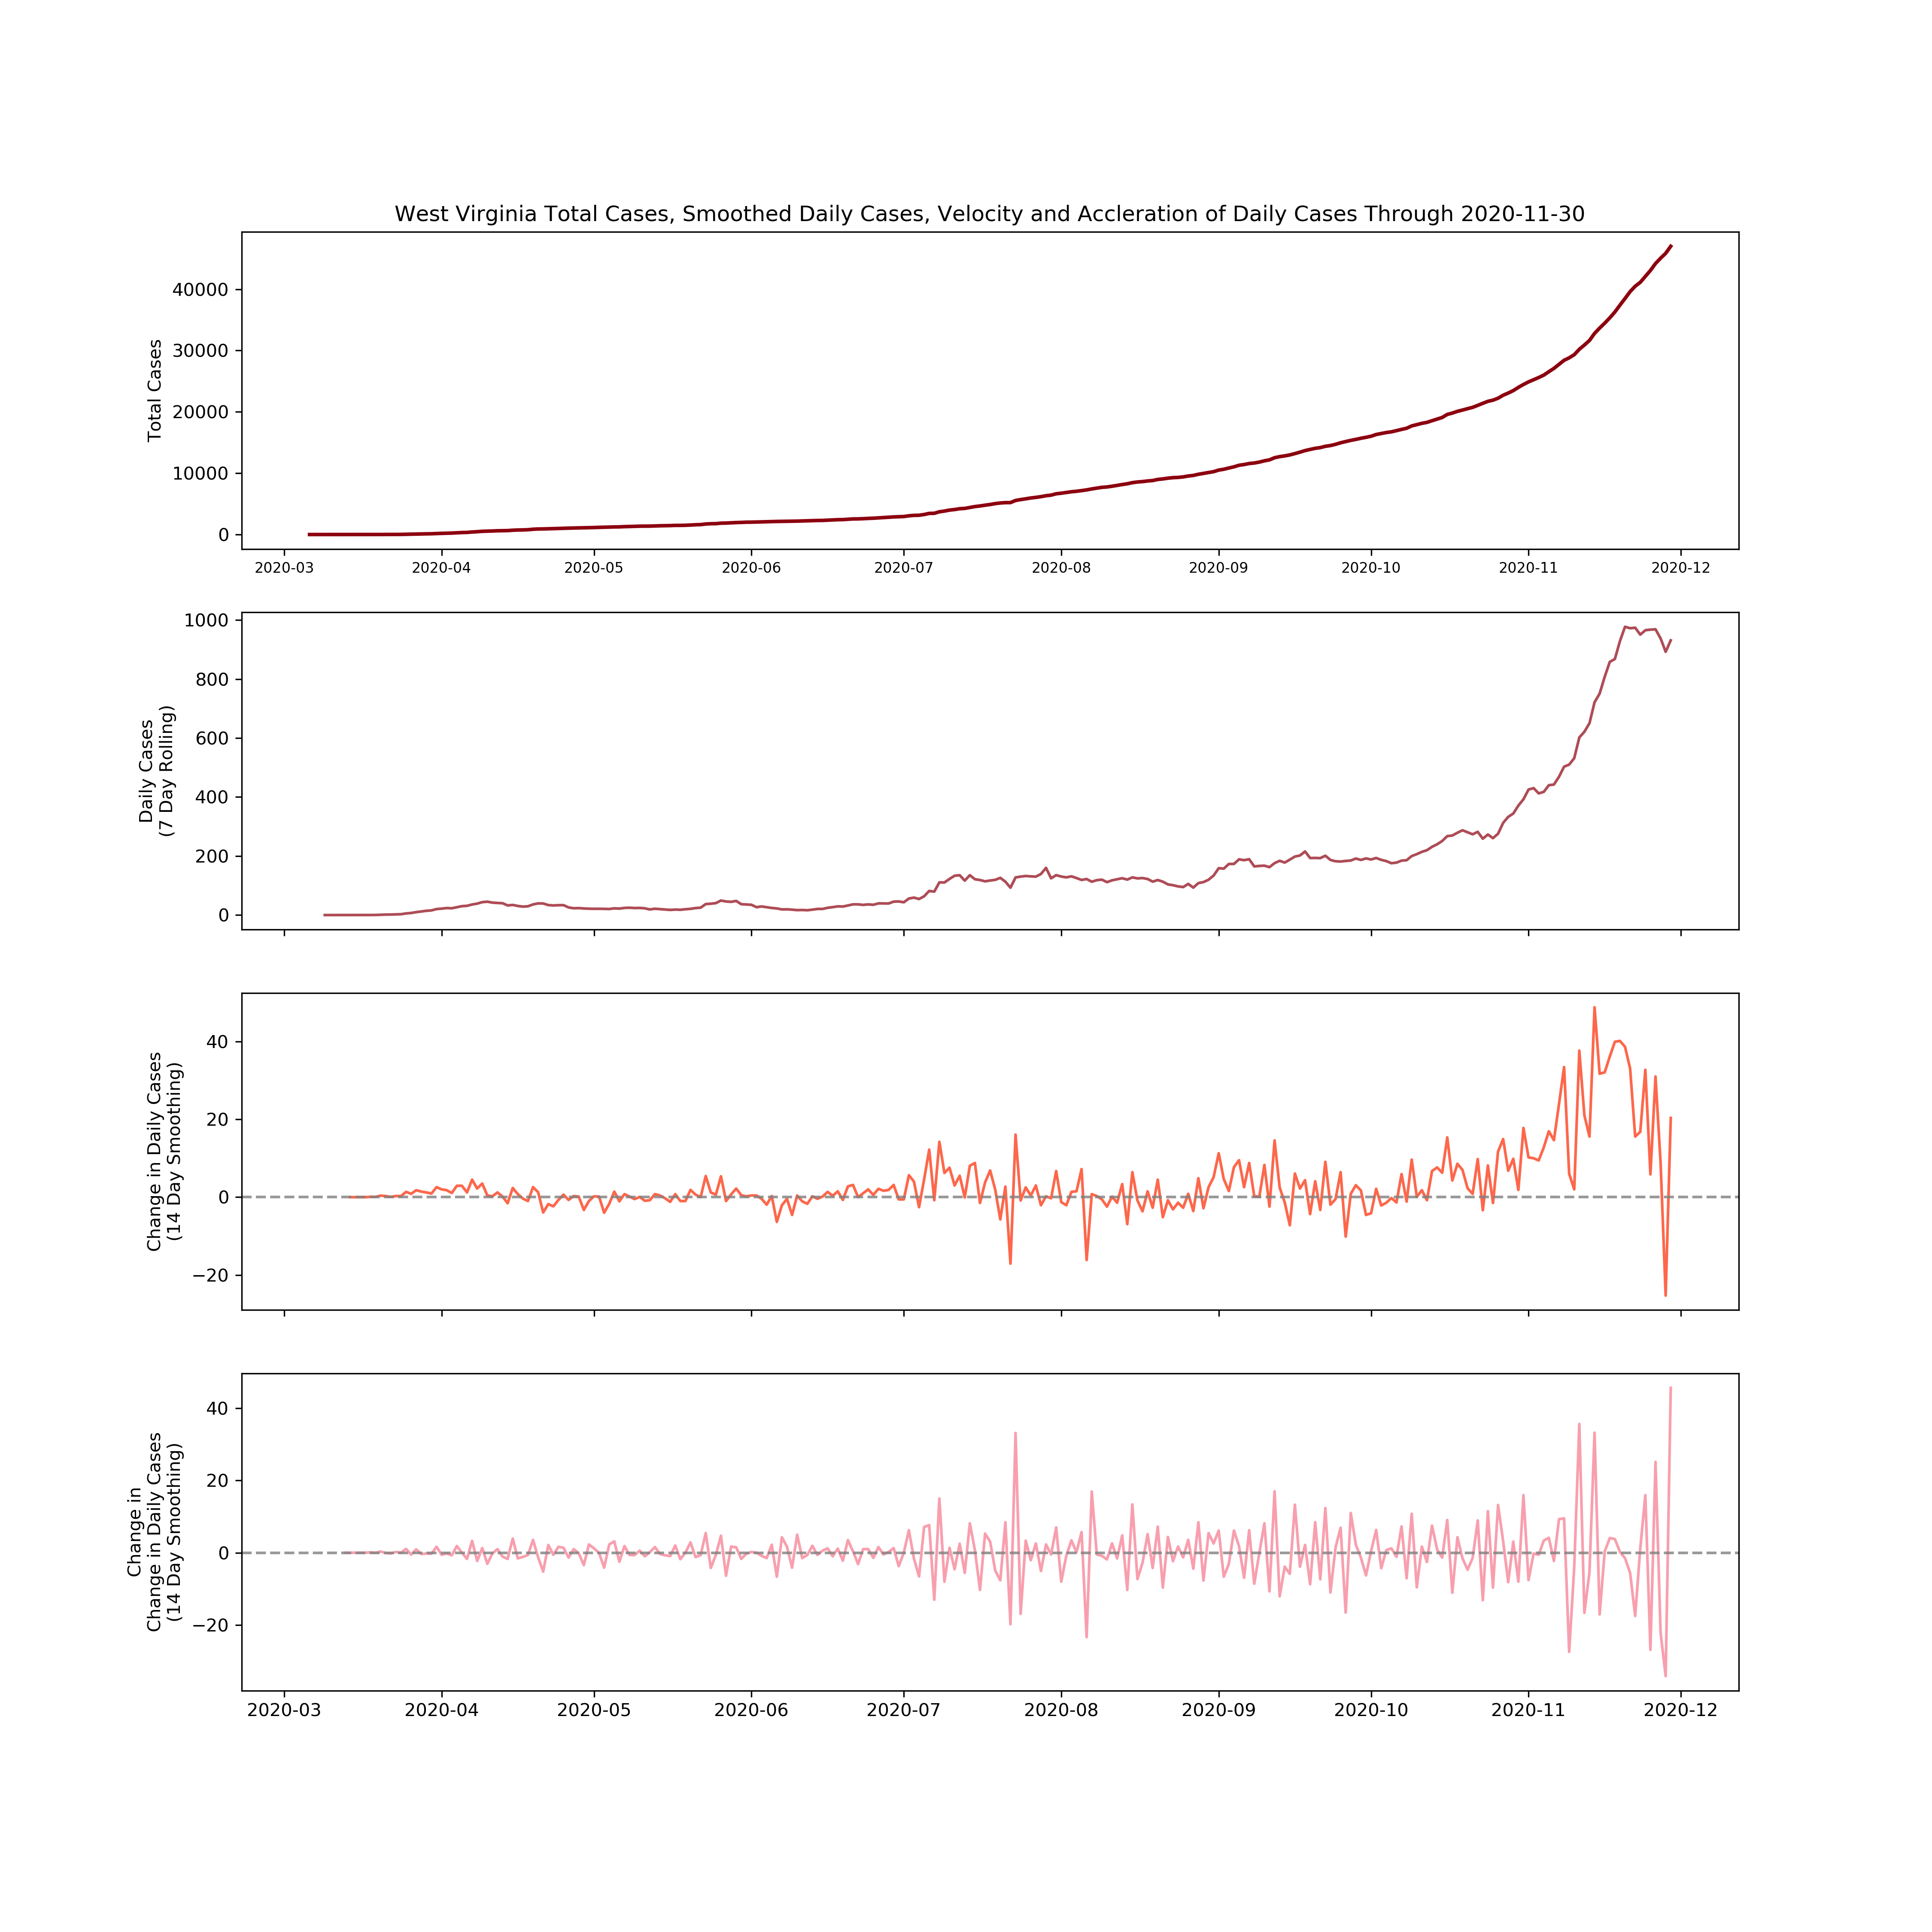 West Virginia Total Cases, Smoothed Daily Cases, Velocity and Accleration of Daily Cases Through 2020-11-30
Total Cases
40000
30000
20000
10000
0
2020-03 2020-04 2020-05 2020-06 2020-07 2020-08 2020-09 2020-10 2020-11 2020-12
Daily Cases
(7 Day Rolling)
1000
800
600
400
200
0
Change in Daily Cases
(14 Day Smoothing)
40
20
0
−20
Change in
Change in Daily Cases
(14 Day Smoothing)
40
20
0
−20
2020-03 2020-04 2020-05 2020-06 2020-07 2020-08 2020-09 2020-10 2020-11 2020-12